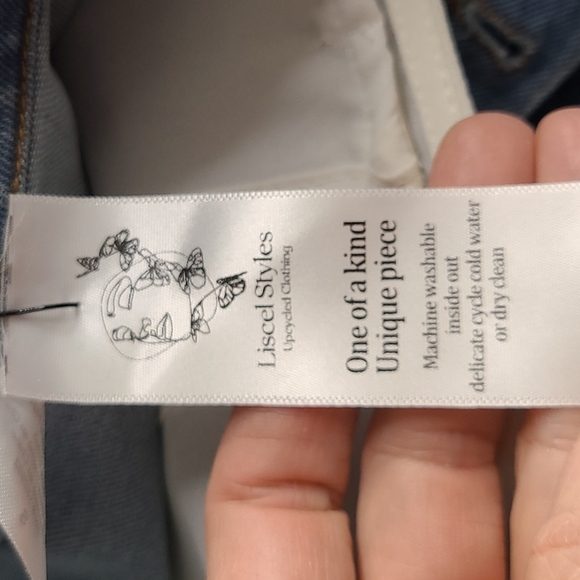 Liscel Styles
Upcycled Clothing
One of a kind
Unique piece
Machine washable
inside out
delicate cycle cold water
or dry clean